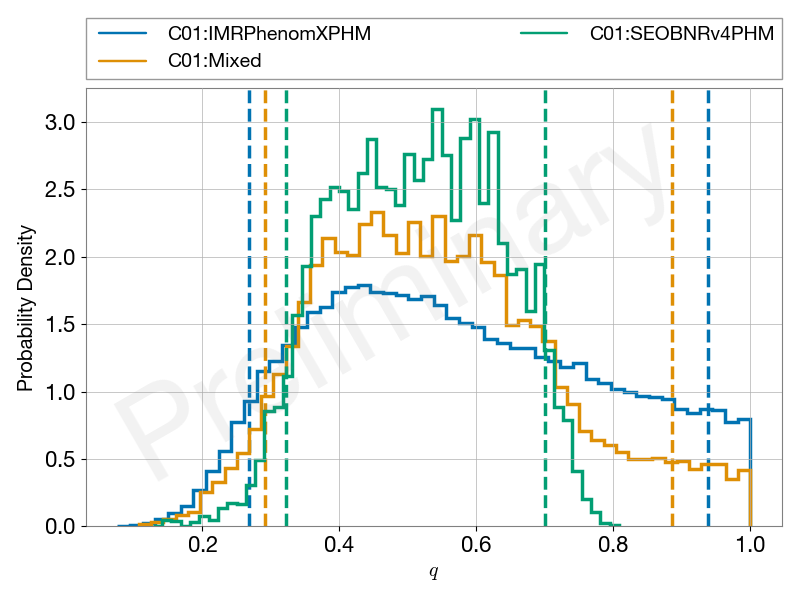 C01:IMRPhenomXPHM
C01:Mixed
C01:SEOBNRv4PHM
Preliminary
Probability Density
3.0
2.5
2.0
1.5
1.0
0.5
0.0
0.2 0.4 0.6 0.8 1.0
q